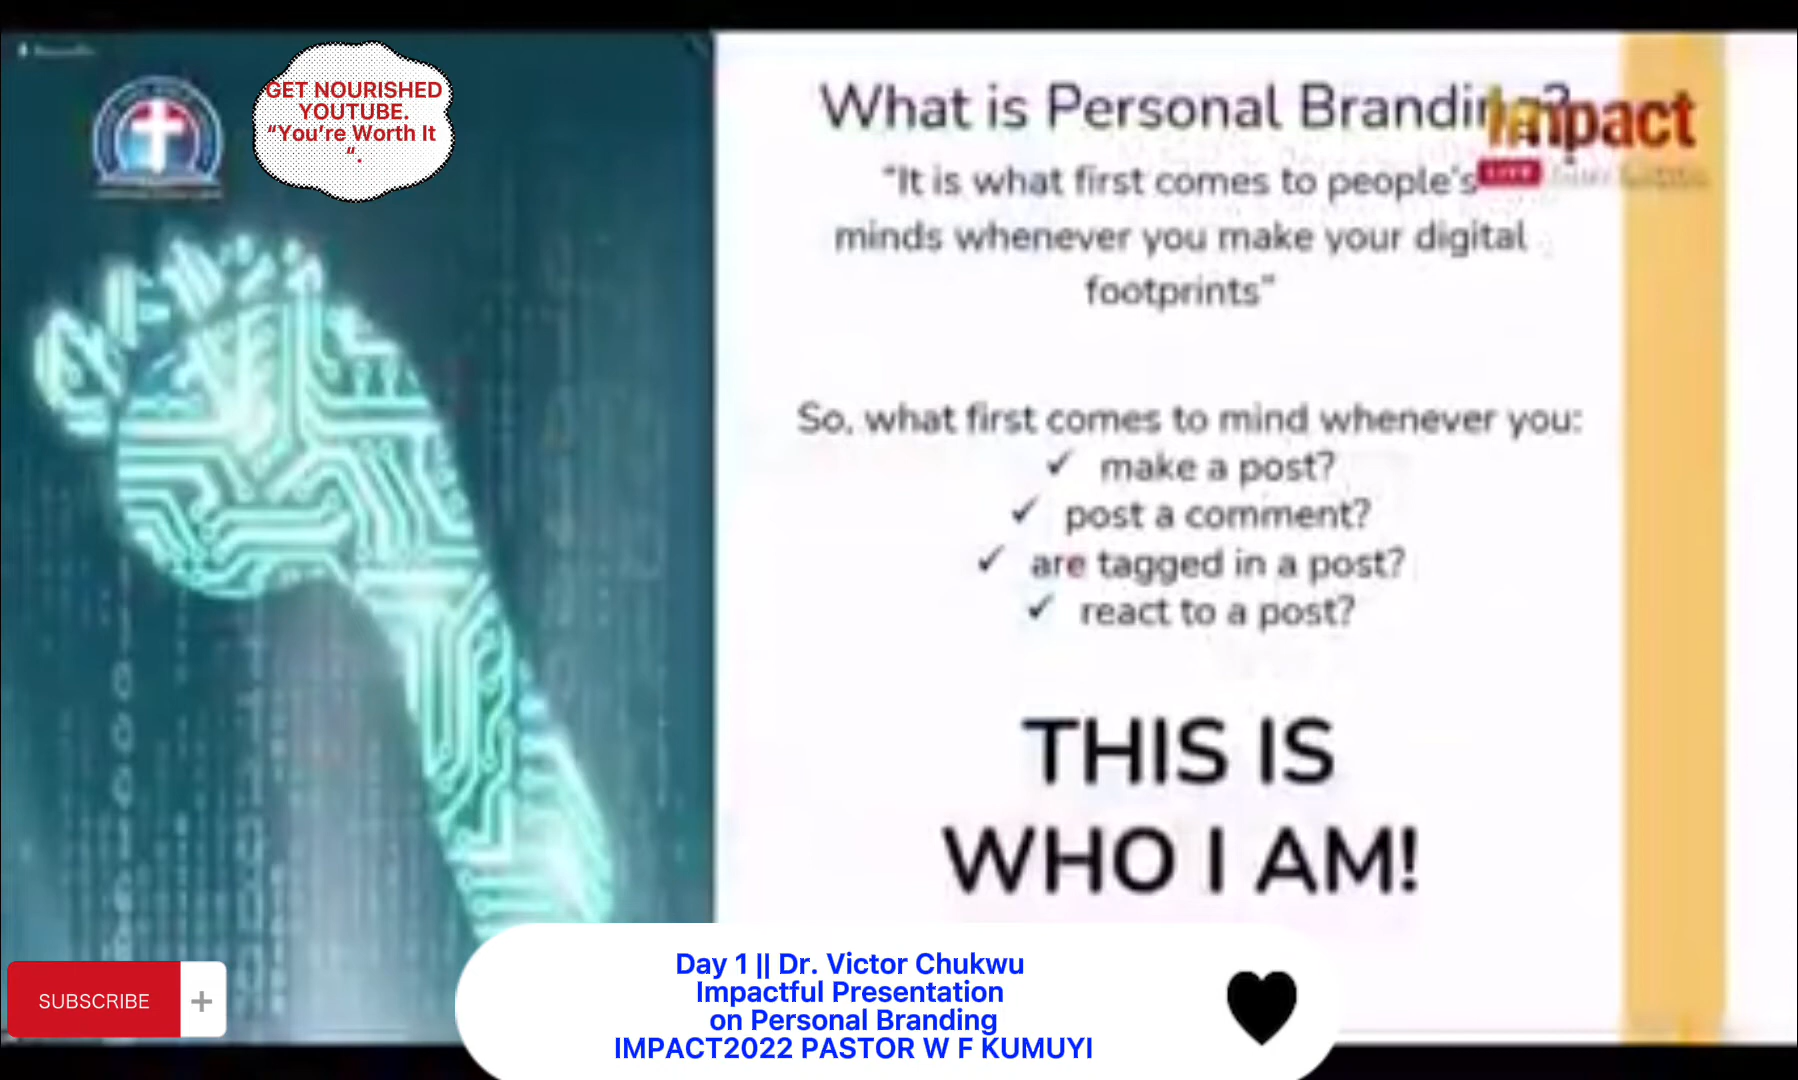 GET NOURISHED
YOUTUBE.
“You’re Worth It
“.
What is Personal Branding?
Impact
LIVE
“It is what first comes to people’s
minds whenever you make your digital
footprints”
So, what first comes to mind whenever you:
✓ make a post?
✓ post a comment?
✓ are tagged in a post?
✓ react to a post?
THIS IS
WHO I AM!
SUBSCRIBE +
Day 1 || Dr. Victor Chukwu
Impactful Presentation
on Personal Branding
IMPACT2022 PASTOR W F KUMUYI